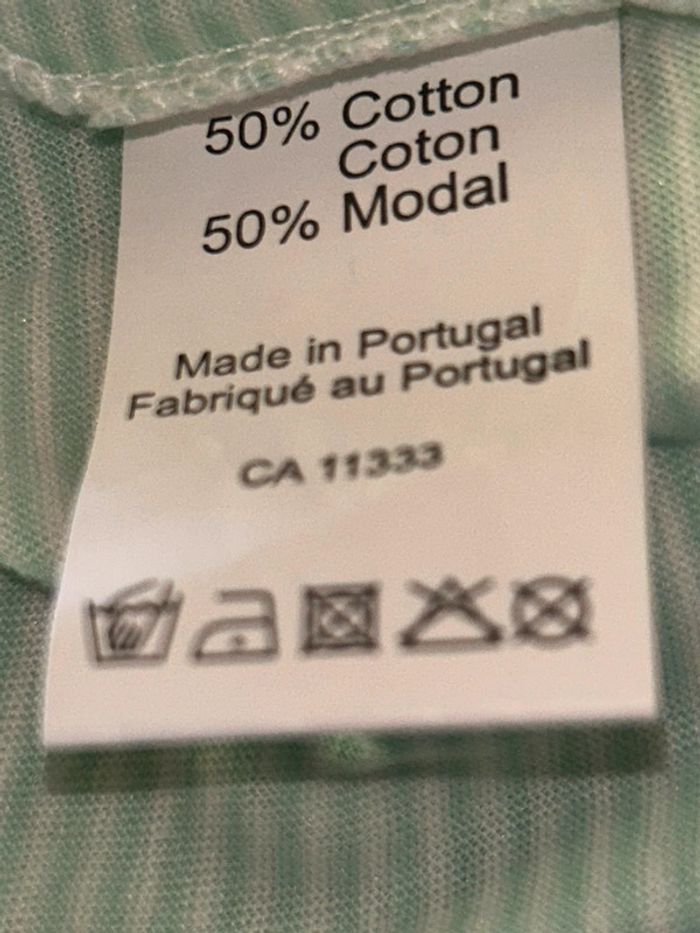 50% Cotton
Coton
50% Modal
Made in Portugal
Fabriqué au Portugal
CA 11333